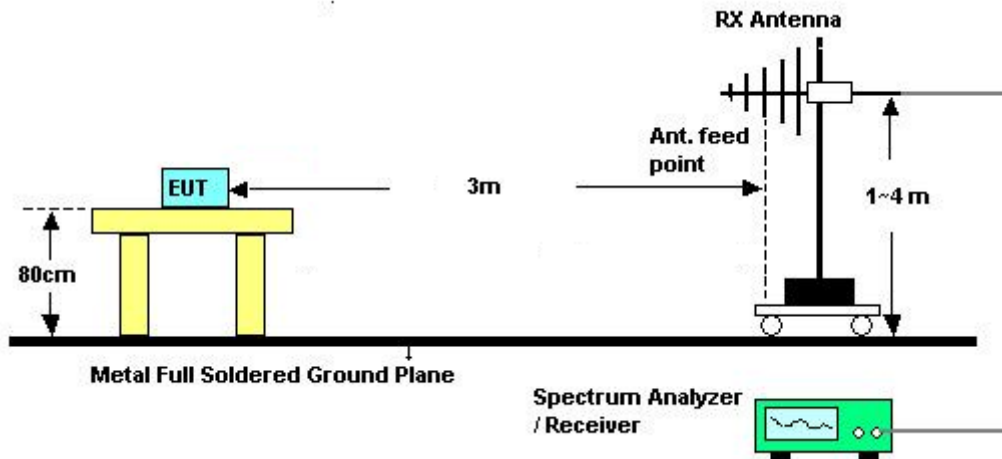 RX Antenna
Ant. feed
point
EUT
3m
1~4 m
80cm
Metal Full Soldered Ground Plane
Spectrum Analyzer
/ Receiver